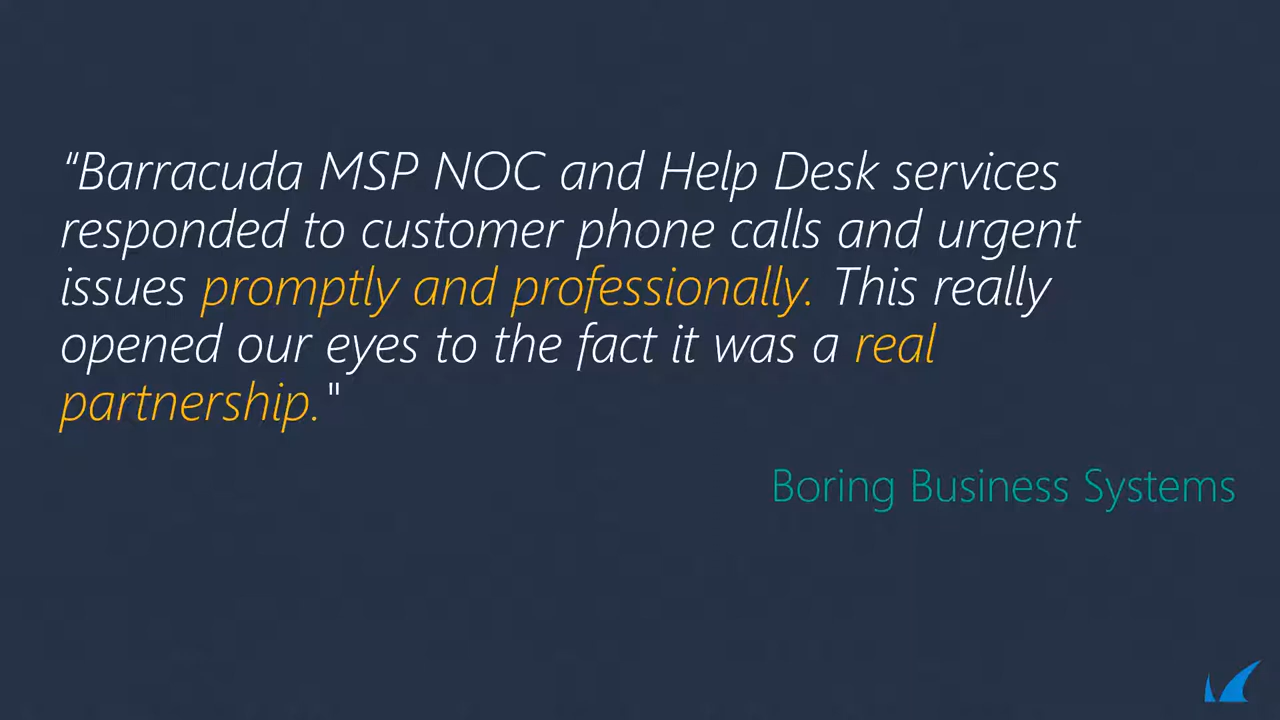 “Barracuda MSP NOC and Help Desk services
responded to customer phone calls and urgent
issues promptly and professionally. This really
opened our eyes to the fact it was a real
partnership."
Boring Business Systems